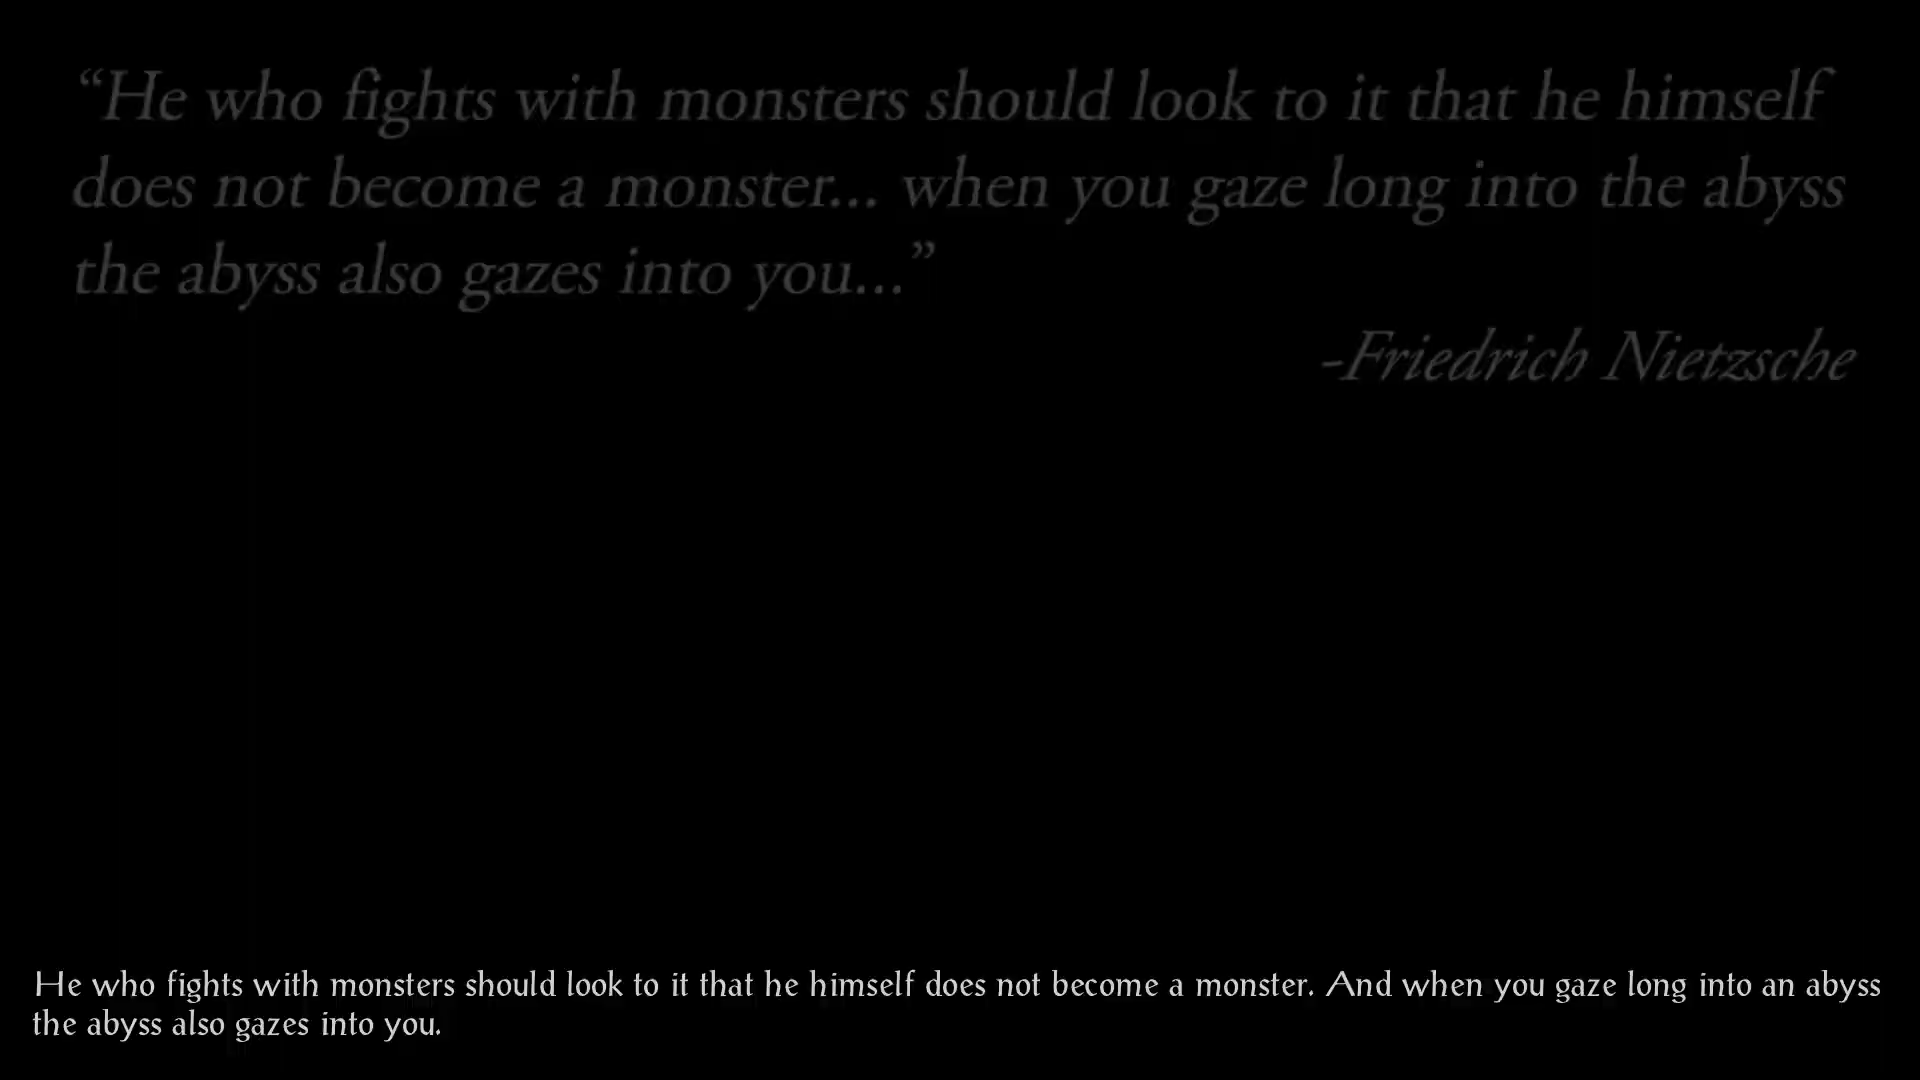 “He who fights with monsters should look to it that he himself
does not become a monster... when you gaze long into the abyss
the abyss also gazes into you...”
-Friedrich Nietzsche
He who fights with monsters should look to it that he himself does not become a monster. And when you gaze long into an abyss
the abyss also gazes into you.